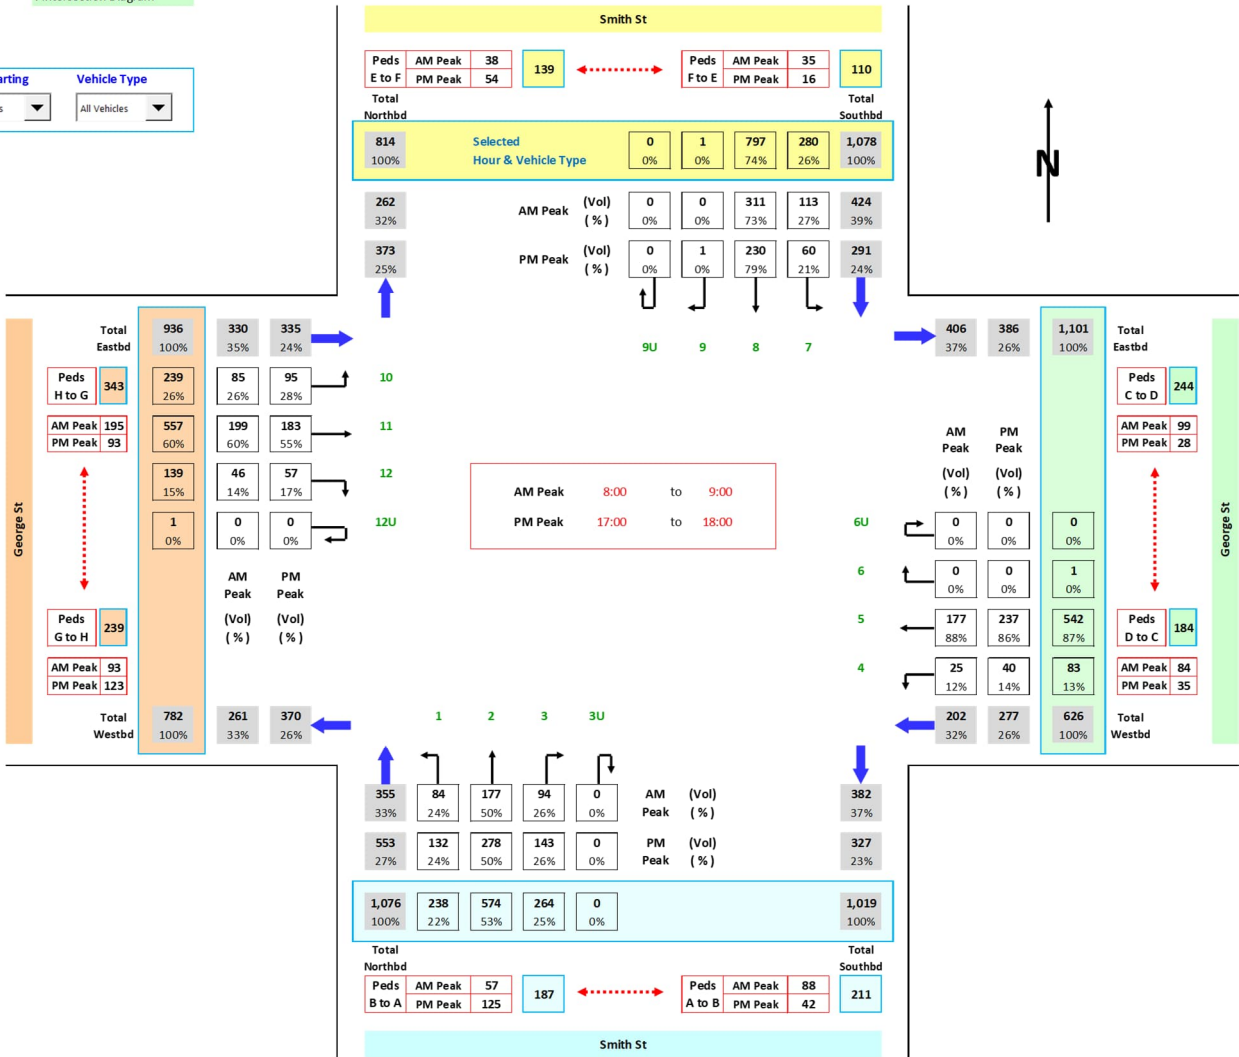 Smith St
Peds AM Peak 38 139 Peds AM Peak 35 110
E to F PM Peak 54 F to E PM Peak 16
arting Vehicle Type
s All Vehicles
Total Total
Northbd Southbd
814 Selected 0 1 797 280 1,078
100% Hour & Vehicle Type 0% 0% 74% 26% 100%
N
262 AM Peak (Vol) 0 0 311 113 424
32% ( % ) 0% 0% 73% 27% 39%
373 PM Peak (Vol) 0 1 230 60 291
25% ( % ) 0% 0% 79% 21% 24%
Total 936 330 335 406 386 1,101 Total
Eastbd 100% 35% 24% 37% 26% 100% Eastbd
9U 9 8 7
Peds 343 239 85 95 10 Peds 244
H to G 26% 26% 28% C to D
AM Peak 195 557 199 183 11 AM PM AM Peak 99
PM Peak 93 60% 60% 55% Peak Peak PM Peak 28
139 46 57 12 (Vol) (Vol)
15% 14% 17% ( % ) ( % )
AM Peak 8:00 to 9:00
PM Peak 17:00 to 18:00
George St
George St
1 0 0 12U 6U 0 0 0
0% 0% 0% 0% 0% 0%
AM PM 6 0 0 1
Peak Peak 0% 0% 0%
Peds 239 (Vol) (Vol) 5 177 237 542 Peds 184
G to H ( % ) ( % ) 88% 86% 87% D to C
AM Peak 93 4 25 40 83 AM Peak 84
PM Peak 123 12% 14% 13% PM Peak 35
Total 782 261 370 1 2 3 3U 202 277 626 Total
Westbd 100% 33% 26% 32% 26% 100% Westbd
355 84 177 94 0 AM (Vol) 382
33% 24% 50% 26% 0% Peak ( % ) 37%
553 132 278 143 0 PM (Vol) 327
27% 24% 50% 26% 0% Peak ( % ) 23%
1,076 238 574 264 0 1,019
100% 22% 53% 25% 0% 100%
Total Total
Northbd Southbd
Peds AM Peak 57 187 Peds AM Peak 88 211
B to A PM Peak 125 A to B PM Peak 42
Smith St